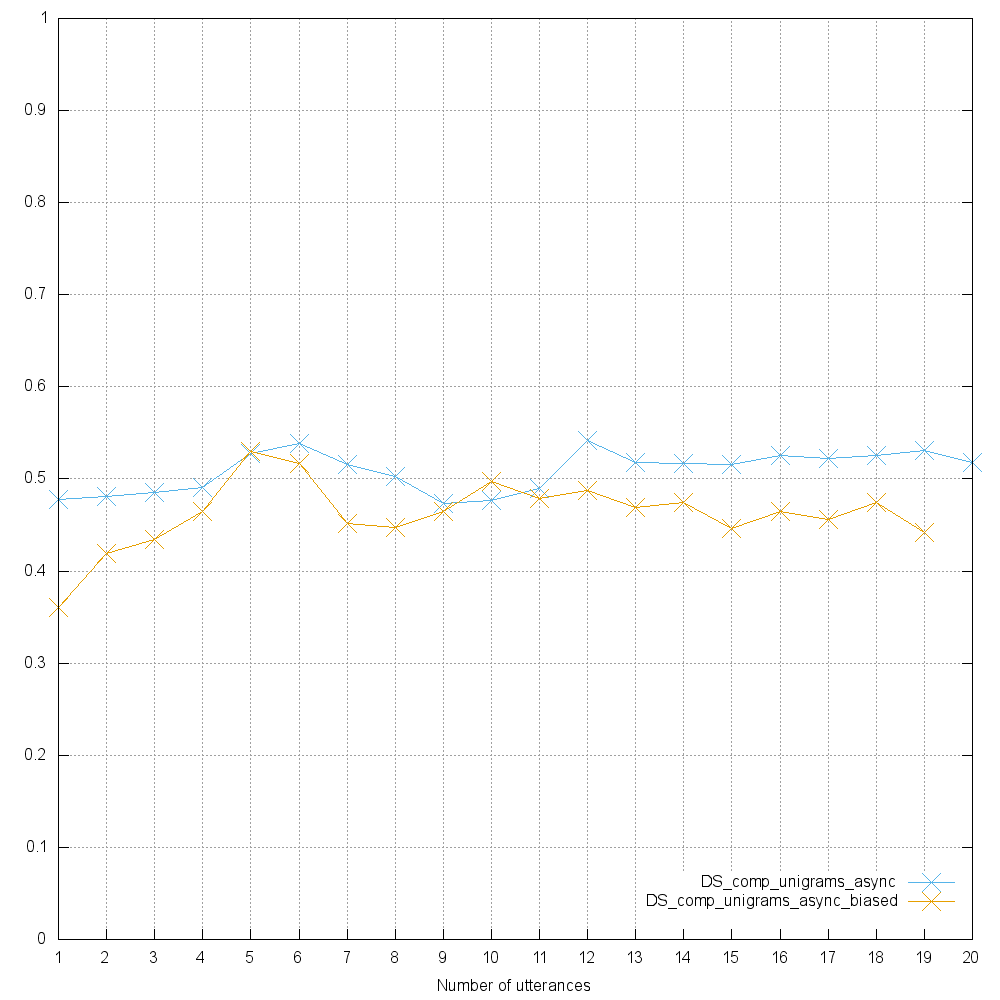 1
0.9
0.8
0.7
0.6
0.5
0.4
0.3
0.2
0.1
0
DS_comp_unigrams_async
DS_comp_unigrams_async_biased
1 2 3 4 5 6 7 8 9 10 11 12 13 14 15 16 17 18 19 20
Number of utterances